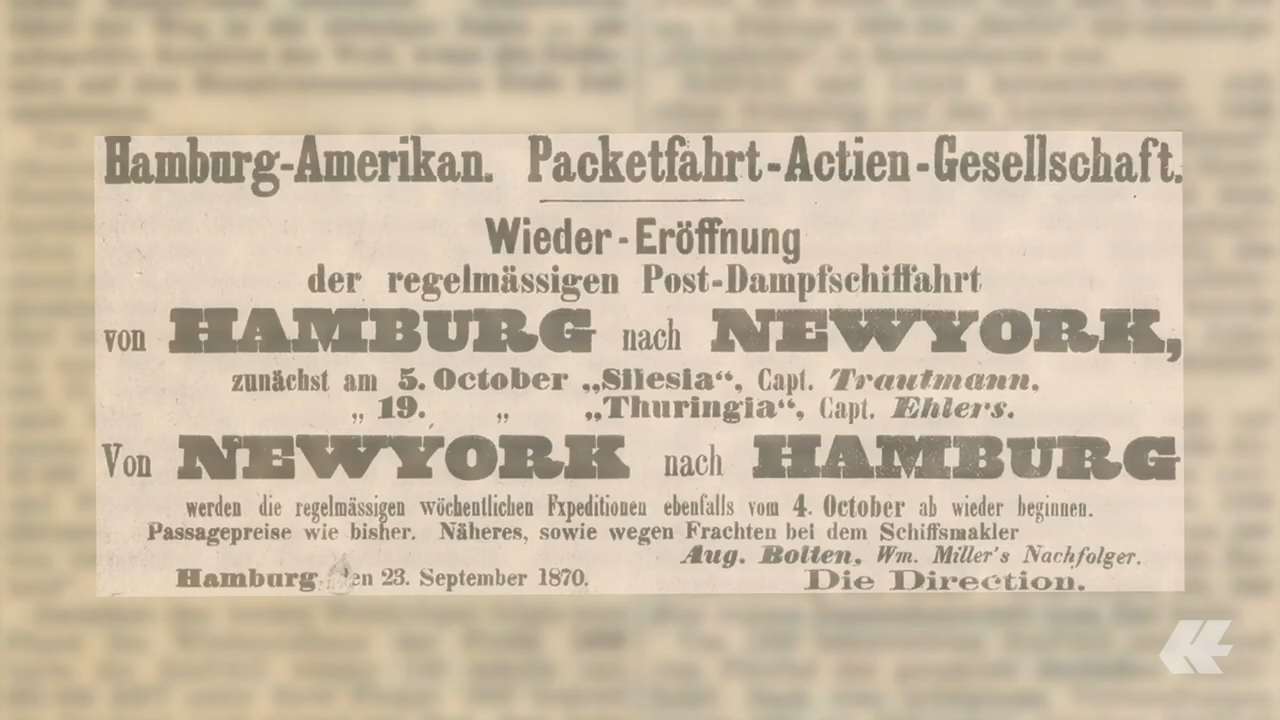 Hamburg-Amerikan. Packetfahrt-Actien-Gesellschaft.
Wieder-Eröffnung
der regelmässigen Post-Dampfschiffahrt
von HAMBURG nach NEWYORK,
zunächst am 5. October „Silesia“, Capt. Trautmann.
„ 19. „ „Thuringia“, Capt. Ehlers.
Von NEWYORK nach HAMBURG
werden die regelmässigen wöchentlichen Expeditionen ebenfalls vom 4. October ab wieder beginnen.
Passagepreise wie bisher. Näheres, sowie wegen Frachten bei dem Schiffsmakler
Aug. Bolten, Wm. Miller's Nachfolger.
Hamburg en 23. September 1870. Die Direction.